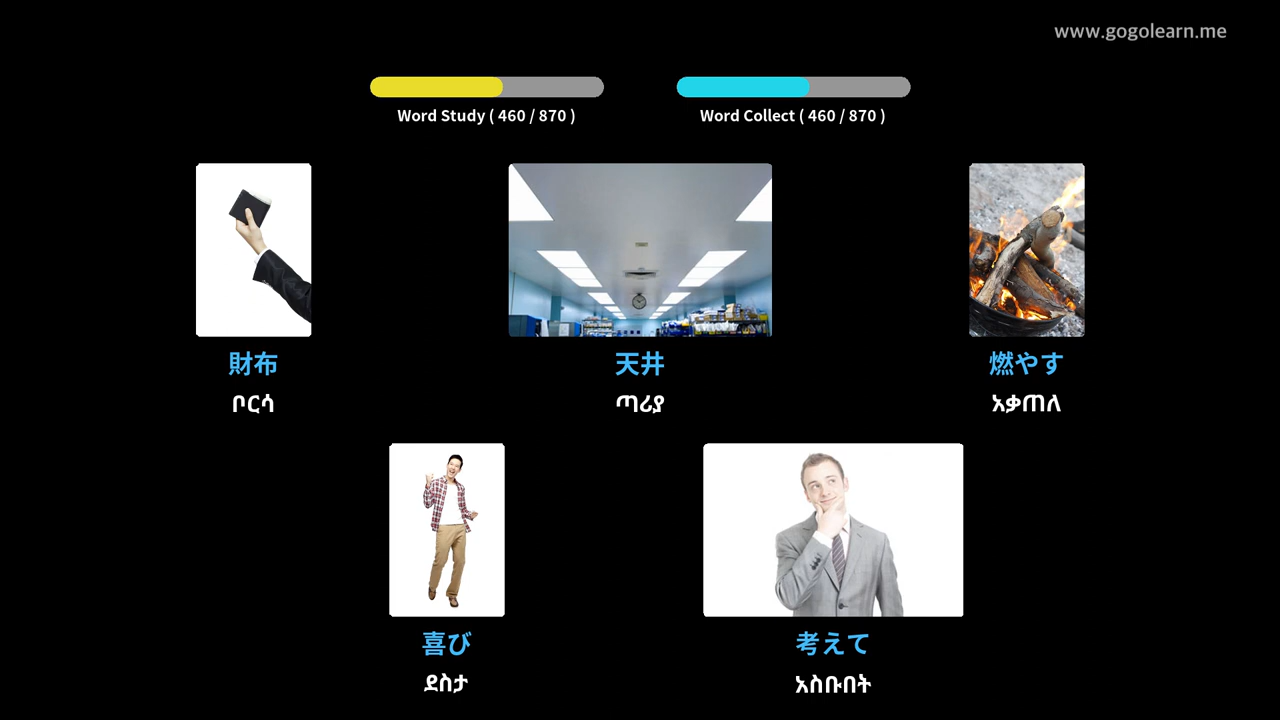 www.gogolearn.me
Word Study ( 460 / 870 )
Word Collect ( 460 / 870 )
財布
ቦርሳ
天井
ጣሪያ
燃やす
አቃጠለ
喜び
ደስታ
考えて
አስቡበት